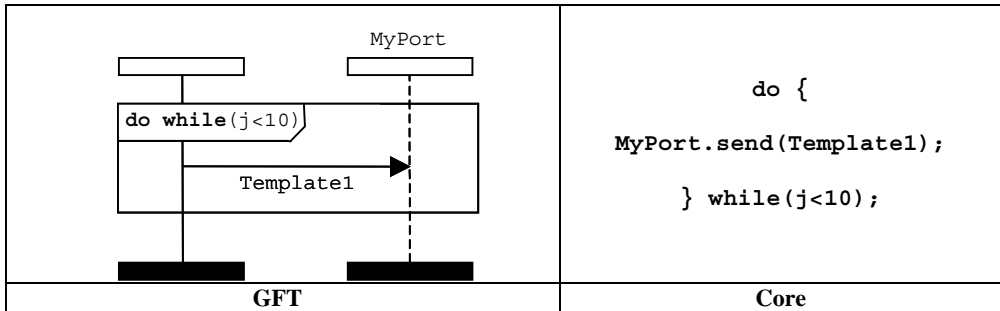 MyPort
do while(j<10)
Template1
do {
MyPort.send(Template1);
} while(j<10);
GFT
Core